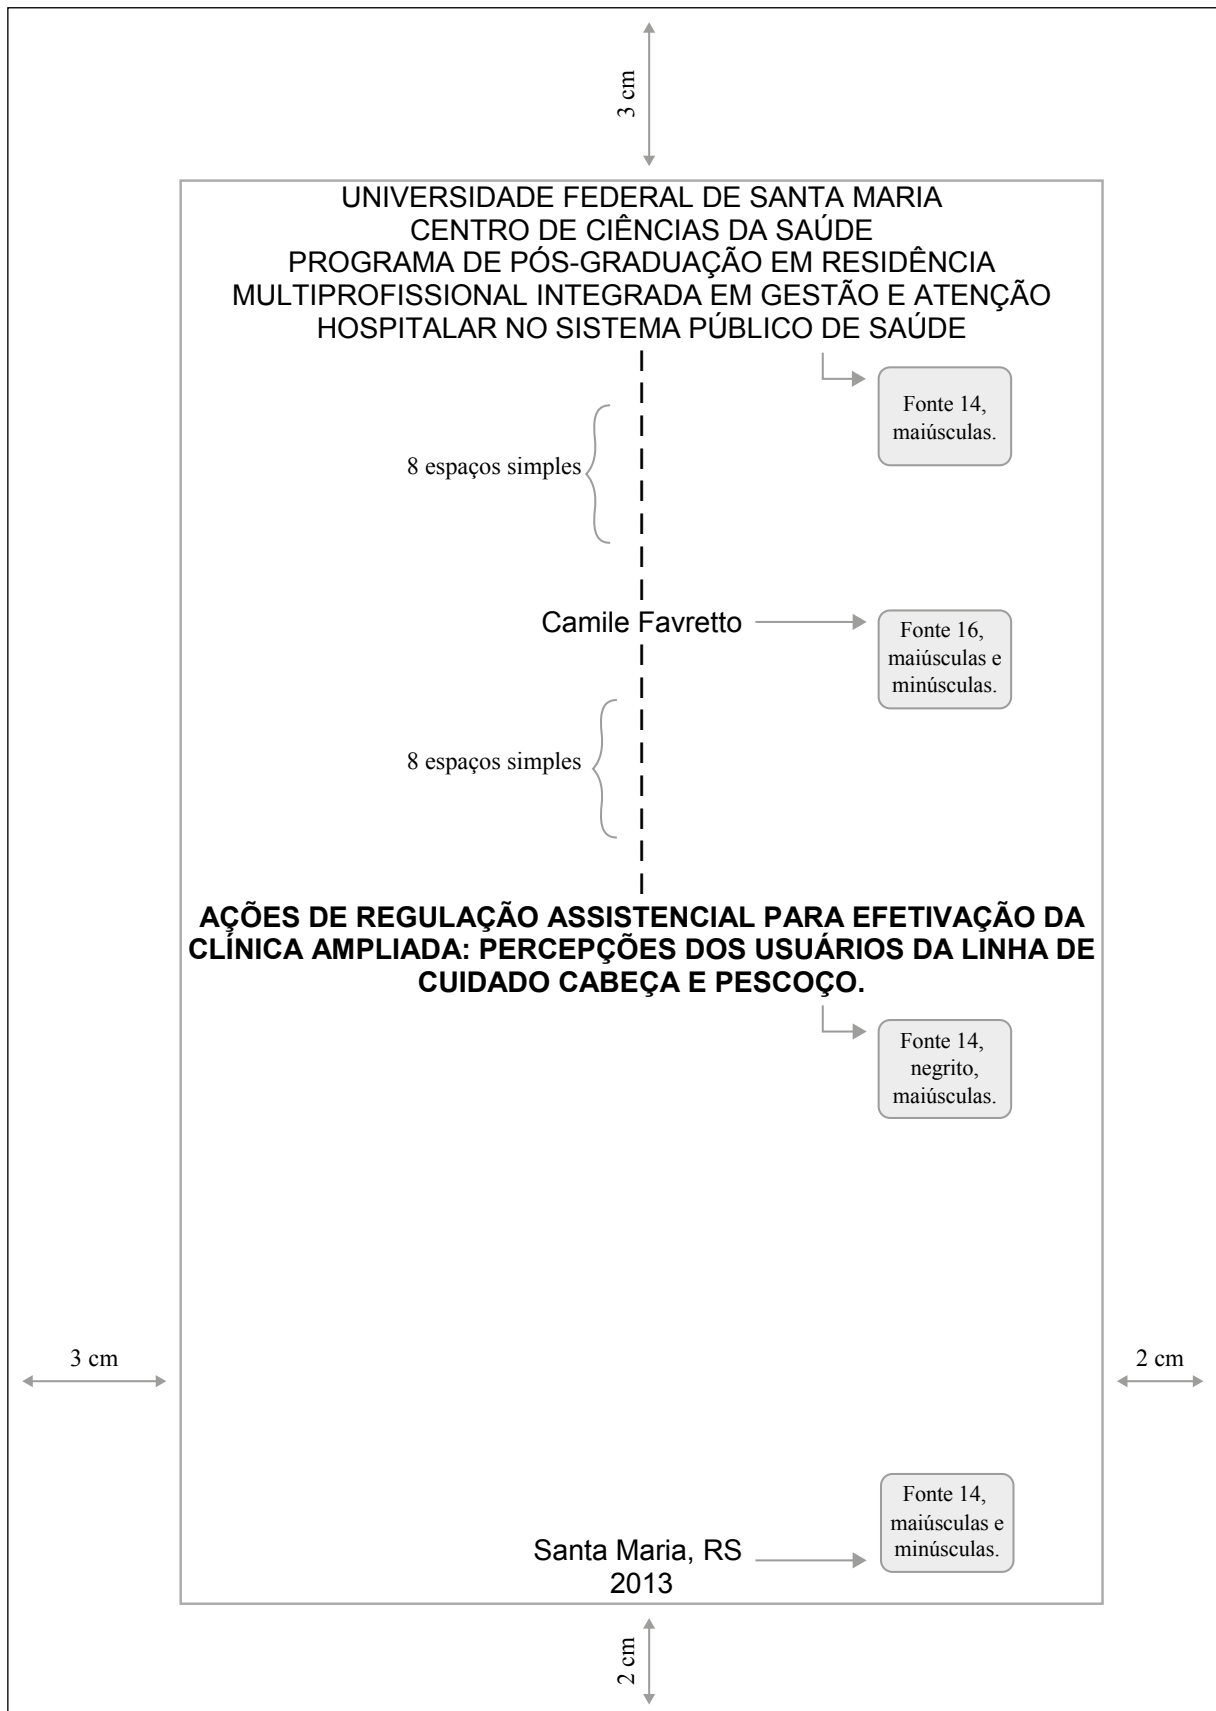 3 cm
UNIVERSIDADE FEDERAL DE SANTA MARIA
CENTRO DE CIÊNCIAS DA SAÚDE
PROGRAMA DE PÓS-GRADUAÇÃO EM RESIDÊNCIA
MULTIPROFISSIONAL INTEGRADA EM GESTÃO E ATENÇÃO
HOSPITALAR NO SISTEMA PÚBLICO DE SAÚDE
Fonte 14,
maiúsculas.
8 espaços simples
Camile Favretto
Fonte 16,
maiúsculas e
minúsculas.
8 espaços simples
AÇÕES DE REGULAÇÃO ASSISTENCIAL PARA EFETIVAÇÃO DA
CLÍNICA AMPLIADA: PERCEPÇÕES DOS USUÁRIOS DA LINHA DE
CUIDADO CABEÇA E PESCOÇO.
Fonte 14,
negrito,
maiúsculas.
3 cm
2 cm
Fonte 14,
maiúsculas e
minúsculas.
Santa Maria, RS
2013
2 cm